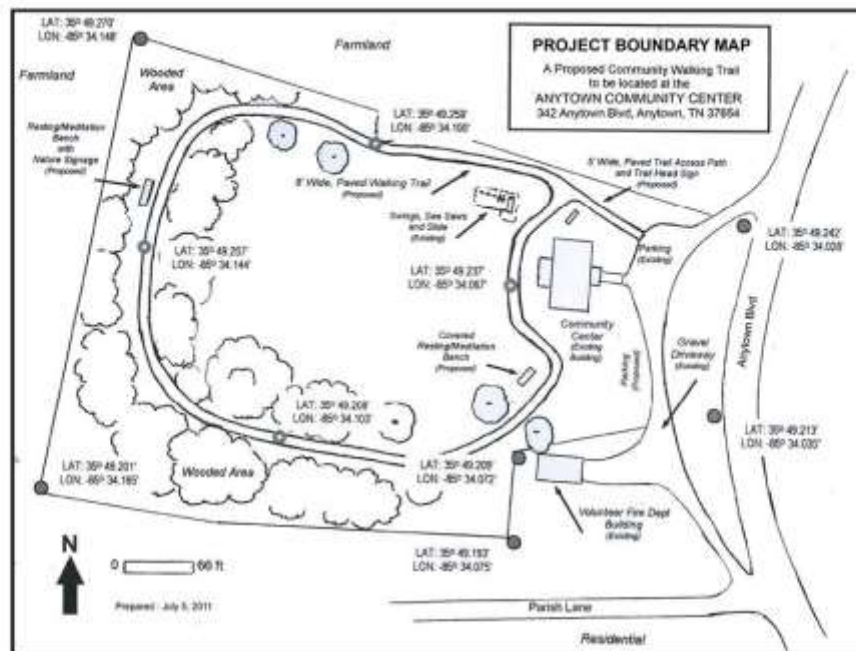 LAT: 35º 49.270'
LON: -85º 34.148'
Farmland
PROJECT BOUNDARY MAP
A Proposed Community Walking Trail
to be located at the
ANYTOWN COMMUNITY CENTER
342 Anytown Blvd, Anytown, TN 37654
Farmland
Wooded
Area
LAT: 35º 49.259'
LON: -85º 34.100'
Resting/Meditation
Bench
with
Nature Signage
(Proposed)
5' Wide, Paved Trail Access Path
and Trail Head Sign
(Proposed)
8' Wide, Paved Walking Trail
(Proposed)
Swings, See Saws
and Slide
(Existing)
LAT: 35º 49.242'
LON: -85º 34.028'
Parking
(Existing)
LAT: 35º 49.257'
LON: -85º 34.144'
LAT: 35º 49.237'
LON: -85º 34.067'
Anytown Blvd
Community
Center
(Existing
Building)
Covered
Resting/Meditation
Bench
(Proposed)
Gravel
Driveway
(Existing)
Parking
(Proposed)
LAT: 35º 49.208'
LON: -85º 34.103'
LAT: 35º 49.213'
LON: -85º 34.035"
LAT: 35º 49.201'
LON: -85º 34.165'
Wooded Area
LAT: 35º 49.209'
LON: -85º 34.072'
Volunteer Fire Dept
Building
(Existing)
N
LAT: 35º 49.193'
LON: -85º 34.075'
0 66 ft
Prepared - July 5, 2011
Parish Lane
Residential